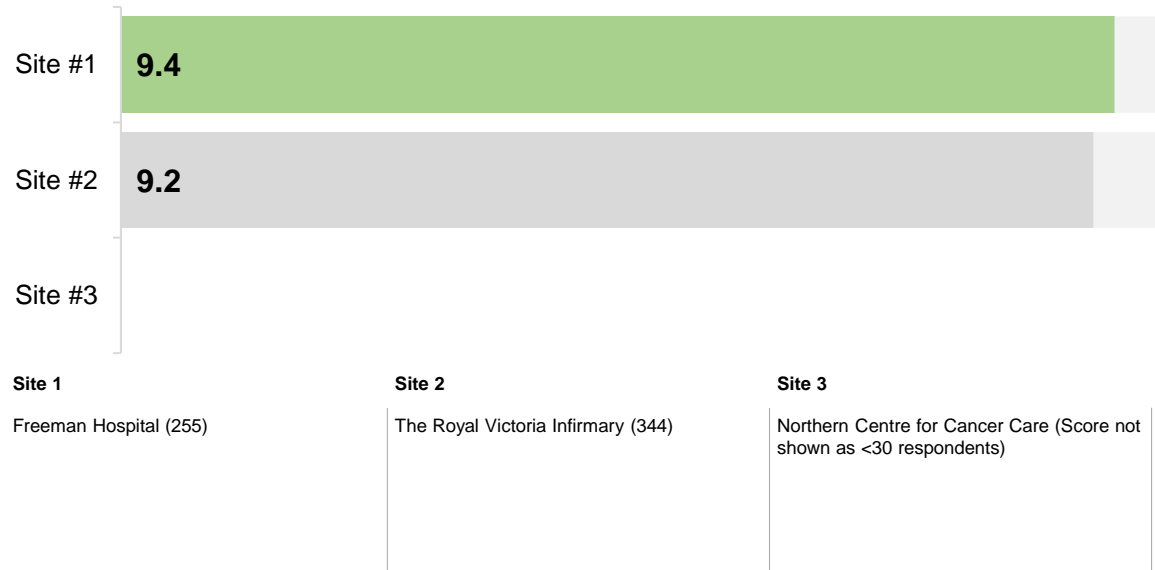 Site #1
9.4
Site #2
9.2
Site #3
Site 1
Site 2
Site 3
Freeman Hospital (255)
The Royal Victoria Infirmary (344)
Northern Centre for Cancer Care (Score not
shown as <30 respondents)